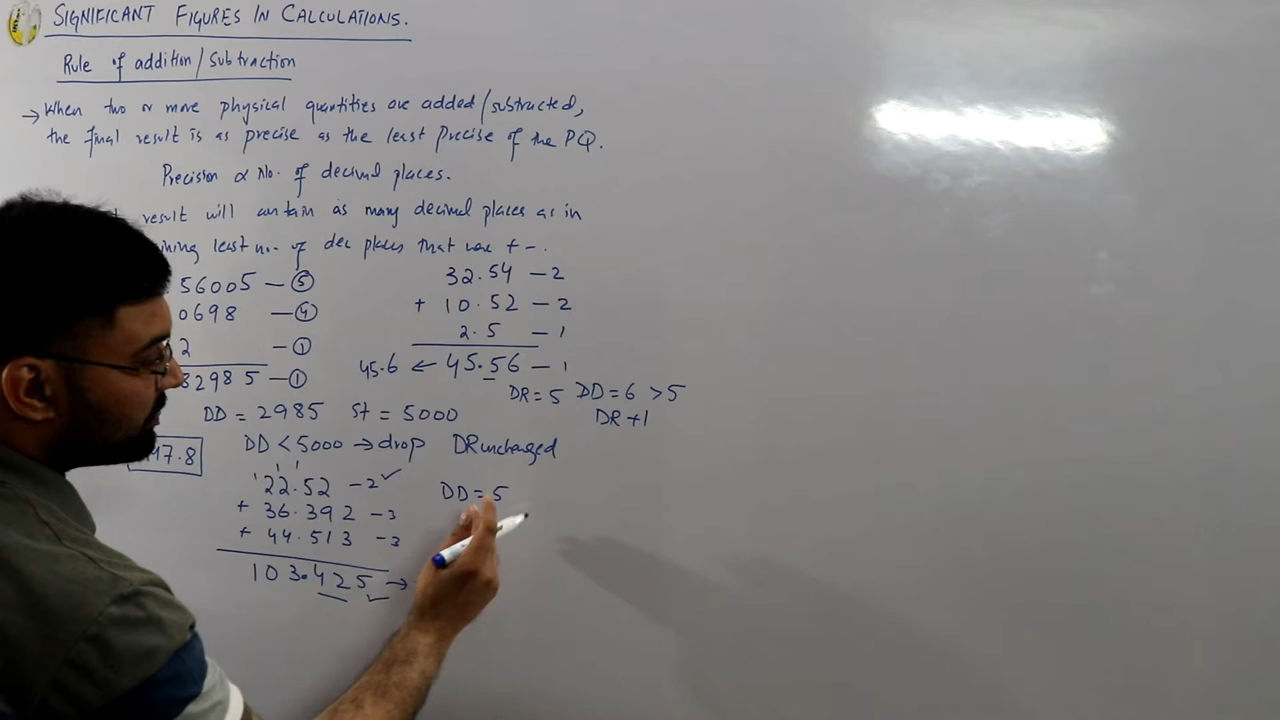 SIGNIFICANT FIGURES IN CALCULATIONS.
Rule of addition/Subtraction
→ When two or more physical quantities are added/subtracted,
the final result is as precise as the least Precise of the PQ.
Precision ∝ No. of decimal places.
result will contain as many decimal places as in
least no. of dec places that were + -.
56005 — ⑤
0698 — ④
2 — ①
82985 — ①
DD = 2985 St = 5000
DD < 5000 → drop DR unchanged
47.8
32.54 — 2
+ 10.52 — 2
2.5 — 1
45.6 ← 45.56 — 1
DR = 5 DD = 6 > 5
DR + 1
22.52 — 2 ✓
+ 36.392 — 3
+ 44.513 — 3
103.425 →
DD = 5